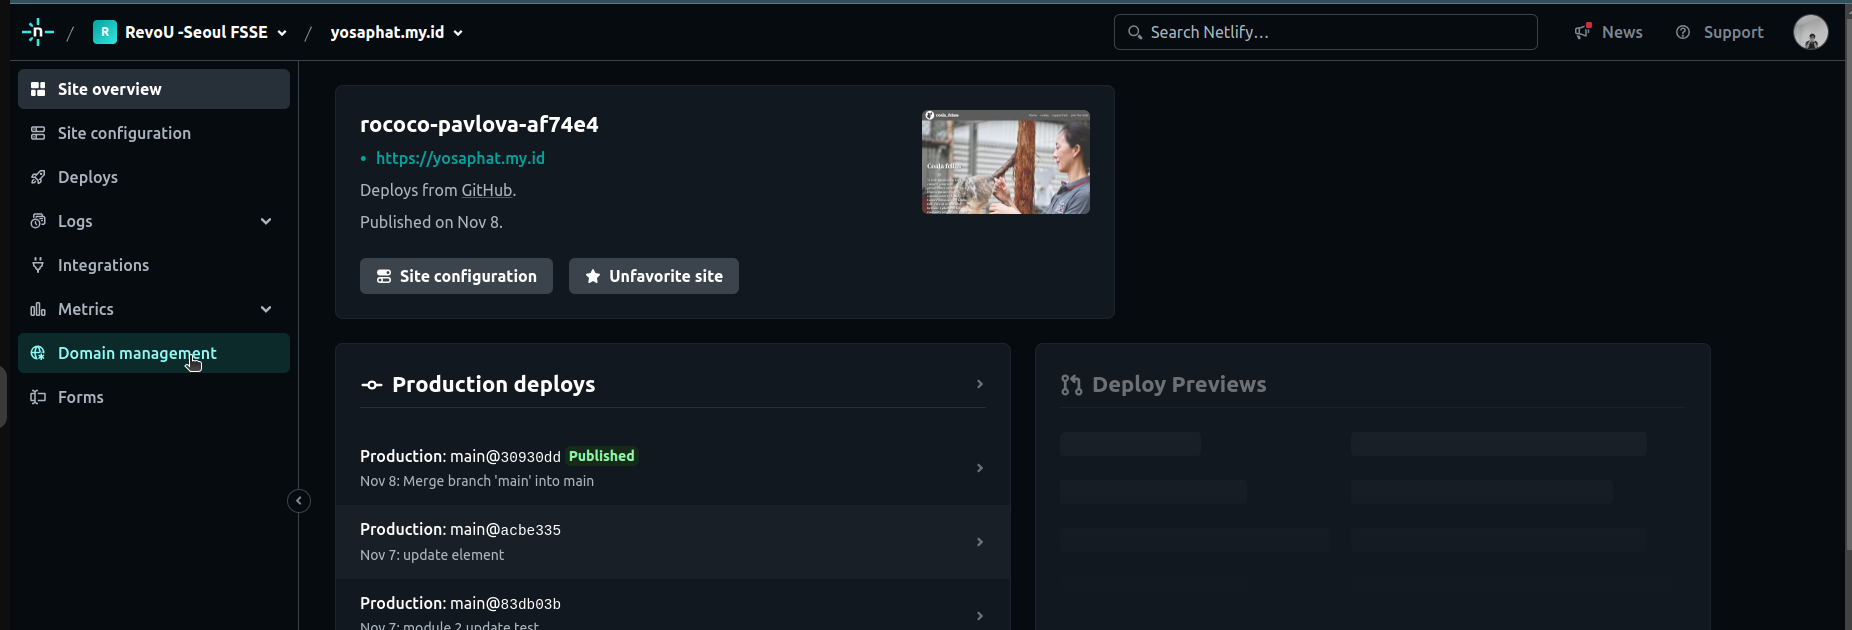 / R RevoU -Seoul FSSE / yosaphat.my.id
Search Netlify...
News
Support
Site overview
Site configuration
Deploys
Logs
Integrations
Metrics
Domain management
Forms
rococo-pavlova-af74e4
• https://yosaphat.my.id
Deploys from GitHub.
Published on Nov 8.
Site configuration
Unfavorite site
Production deploys
Production: main@30930dd Published
Nov 8: Merge branch 'main' into main
Production: main@acbe335
Nov 7: update element
Production: main@83db03b
Nov 7: module 2 update test
Deploy Previews